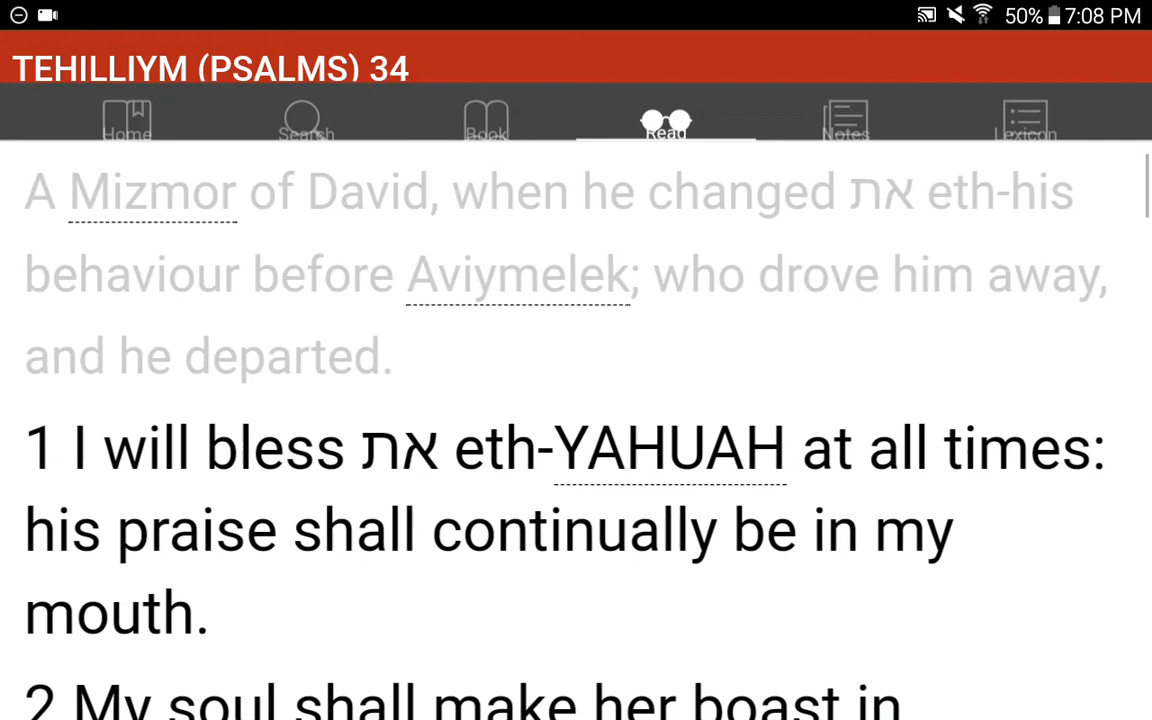 50% 7:08 PM
TEHILLIYM (PSALMS) 34
Home Search Book Read Notes Lexicon
A Mizmor of David, when he changed את eth-his
behaviour before Aviymelek; who drove him away,
and he departed.
1 I will bless את eth-YAHUAH at all times:
his praise shall continually be in my
mouth.
2 My soul shall make her boast in